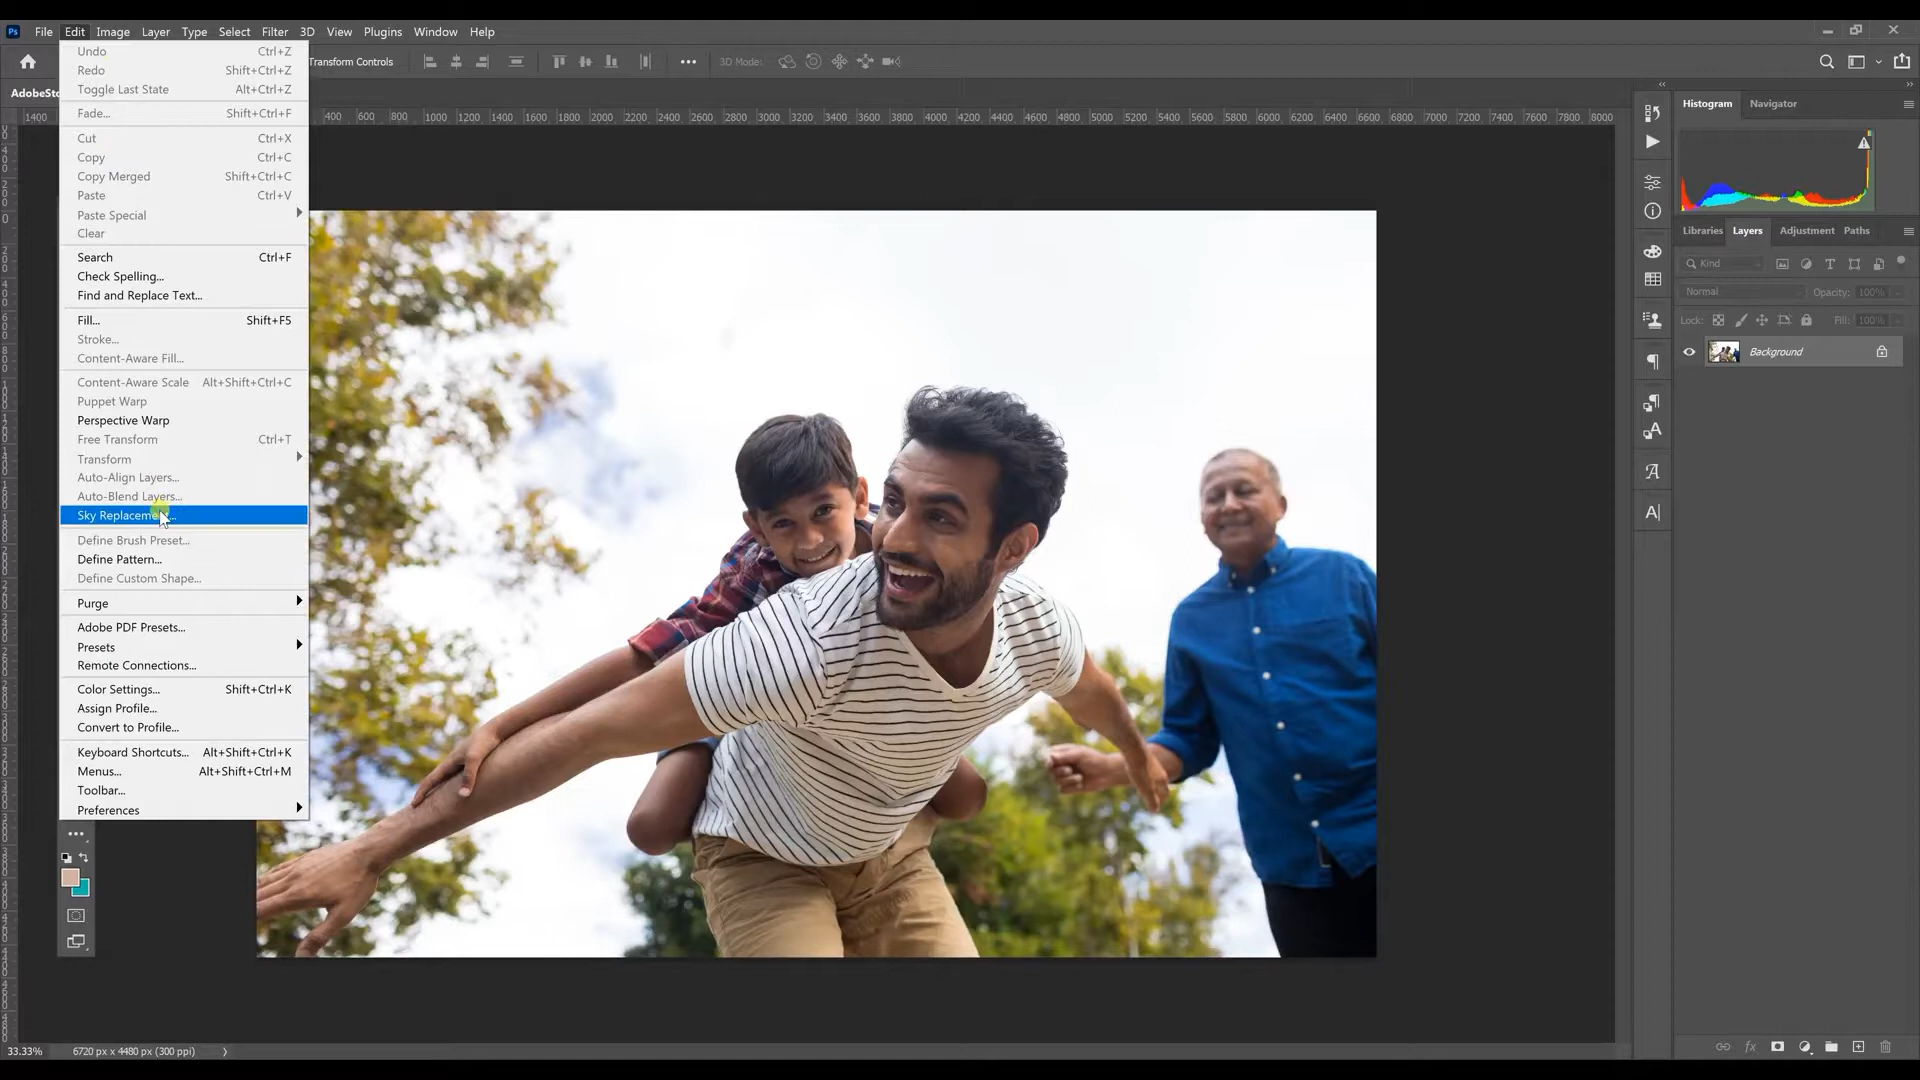 Ps File Edit Image Layer Type Select Filter 3D View Plugins Window Help
Transform Controls 3D Mode:
AdobeSto
1400 400 600 800 1000 1200 1400 1600 1800 2000 2200 2400 2600 2800 3000 3200 3400 3600 3800 4000 4200 4400 4600 4800 5000 5200 5400 5600 5800 6000 6200 6400 6600 6800 7000 7200 7400 7600 7800 8000
Undo Ctrl+Z
Redo Shift+Ctrl+Z
Toggle Last State Alt+Ctrl+Z
Fade... Shift+Ctrl+F
Cut Ctrl+X
Copy Ctrl+C
Copy Merged Shift+Ctrl+C
Paste Ctrl+V
Paste Special
Clear
Search Ctrl+F
Check Spelling...
Find and Replace Text...
Fill... Shift+F5
Stroke...
Content-Aware Fill...
Content-Aware Scale Alt+Shift+Ctrl+C
Puppet Warp
Perspective Warp
Free Transform Ctrl+T
Transform
Auto-Align Layers...
Auto-Blend Layers...
Sky Replacement...
Define Brush Preset...
Define Pattern...
Define Custom Shape...
Purge
Adobe PDF Presets...
Presets
Remote Connections...
Color Settings... Shift+Ctrl+K
Assign Profile...
Convert to Profile...
Keyboard Shortcuts... Alt+Shift+Ctrl+K
Menus... Alt+Shift+Ctrl+M
Toolbar...
Preferences
Histogram Navigator
Libraries Layers Adjustment Paths
Kind
Normal Opacity: 100%
Lock: Fill: 100%
Background
33.33% 6720 px x 4480 px (300 ppi)